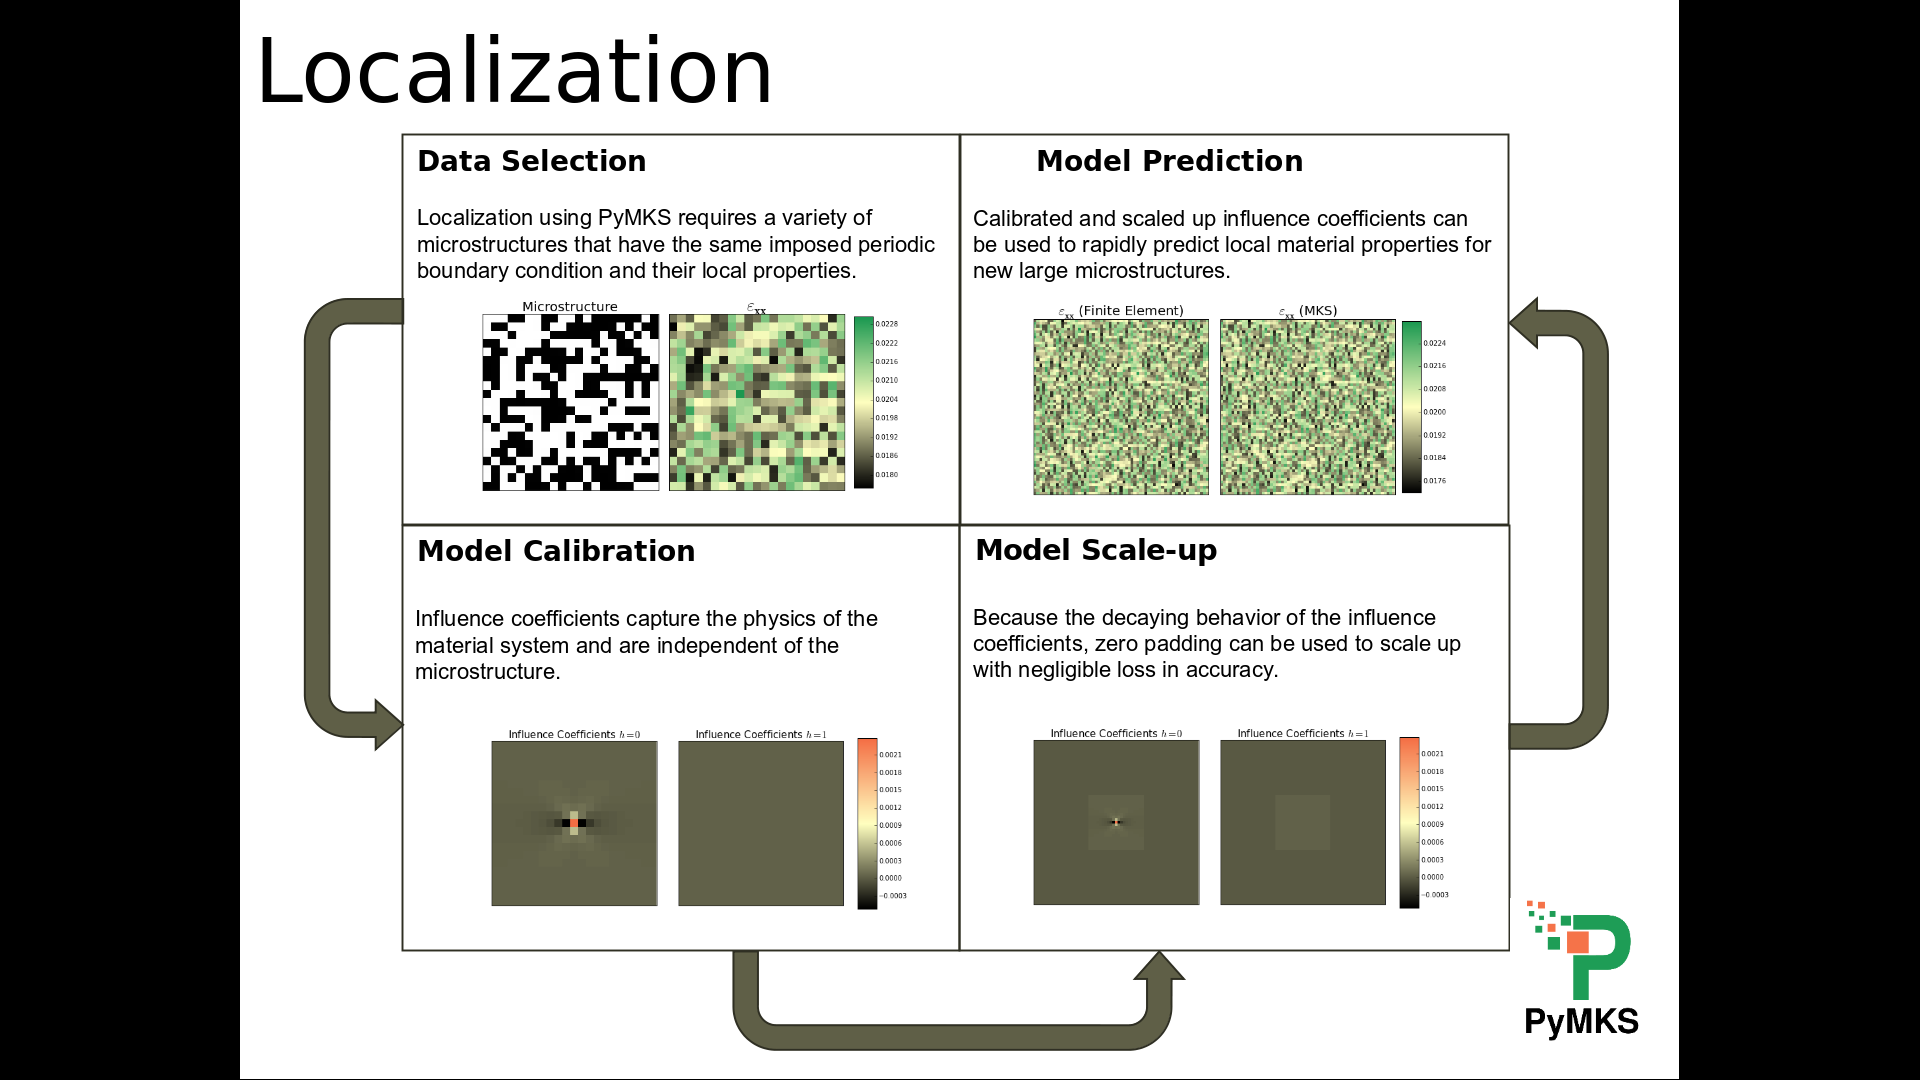 Localization
Data Selection
Localization using PyMKS requires a variety of
microstructures that have the same imposed periodic
boundary condition and their local properties.
Microstructure
εxx
0.0228
0.0222
0.0216
0.0210
0.0204
0.0198
0.0192
0.0186
0.0180
Model Prediction
Calibrated and scaled up influence coefficients can
be used to rapidly predict local material properties for
new large microstructures.
εxx (Finite Element)
εxx (MKS)
0.0224
0.0216
0.0208
0.0200
0.0192
0.0184
0.0176
Model Calibration
Influence coefficients capture the physics of the
material system and are independent of the
microstructure.
Influence Coefficients h=0
Influence Coefficients h=1
0.0021
0.0018
0.0015
0.0012
0.0009
0.0006
0.0003
0.0000
−0.0003
Model Scale-up
Because the decaying behavior of the influence
coefficients, zero padding can be used to scale up
with negligible loss in accuracy.
Influence Coefficients h=0
Influence Coefficients h=1
0.0021
0.0018
0.0015
0.0012
0.0009
0.0006
0.0003
0.0000
−0.0003
PyMKS